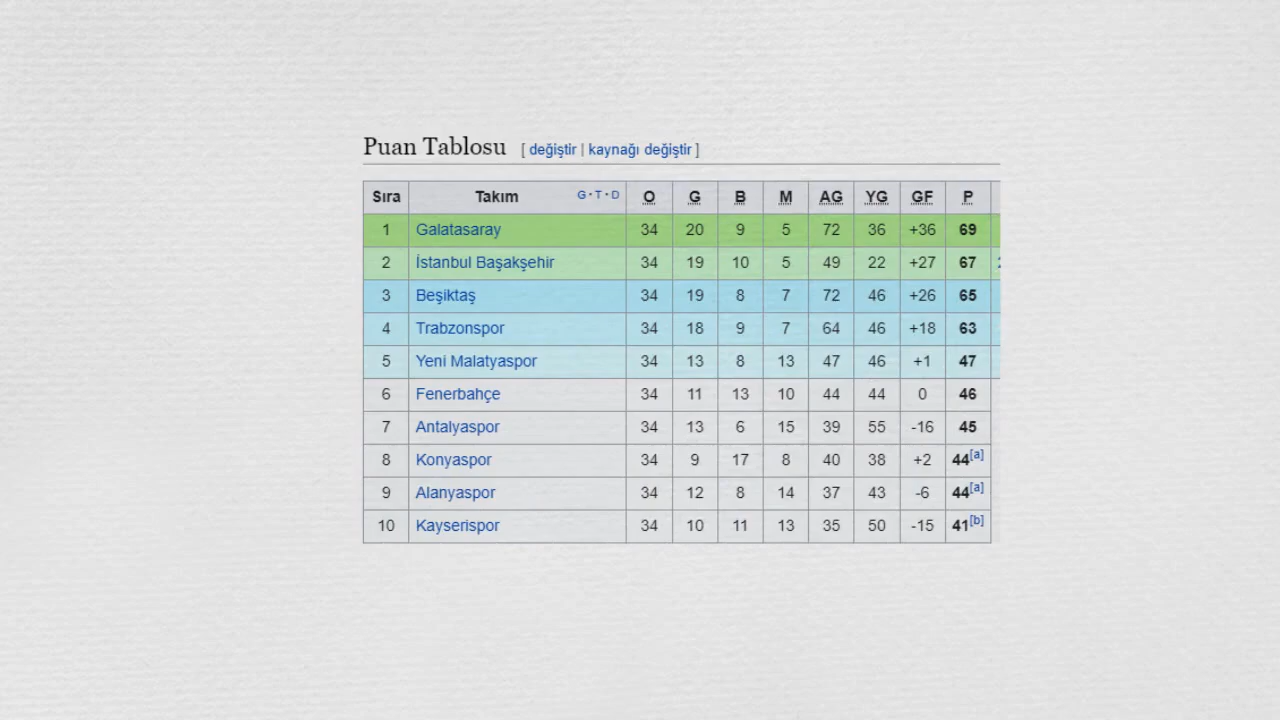 Puan Tablosu [ değiştir | kaynağı değiştir ]
Sıra Takım G · T · D O G B M AG YG GF P
1 Galatasaray 34 20 9 5 72 36 +36 69
2 İstanbul Başakşehir 34 19 10 5 49 22 +27 67
3 Beşiktaş 34 19 8 7 72 46 +26 65
4 Trabzonspor 34 18 9 7 64 46 +18 63
5 Yeni Malatyaspor 34 13 8 13 47 46 +1 47
6 Fenerbahçe 34 11 13 10 44 44 0 46
7 Antalyaspor 34 13 6 15 39 55 -16 45
8 Konyaspor 34 9 17 8 40 38 +2 44[a]
9 Alanyaspor 34 12 8 14 37 43 -6 44[a]
10 Kayserispor 34 10 11 13 35 50 -15 41[b]